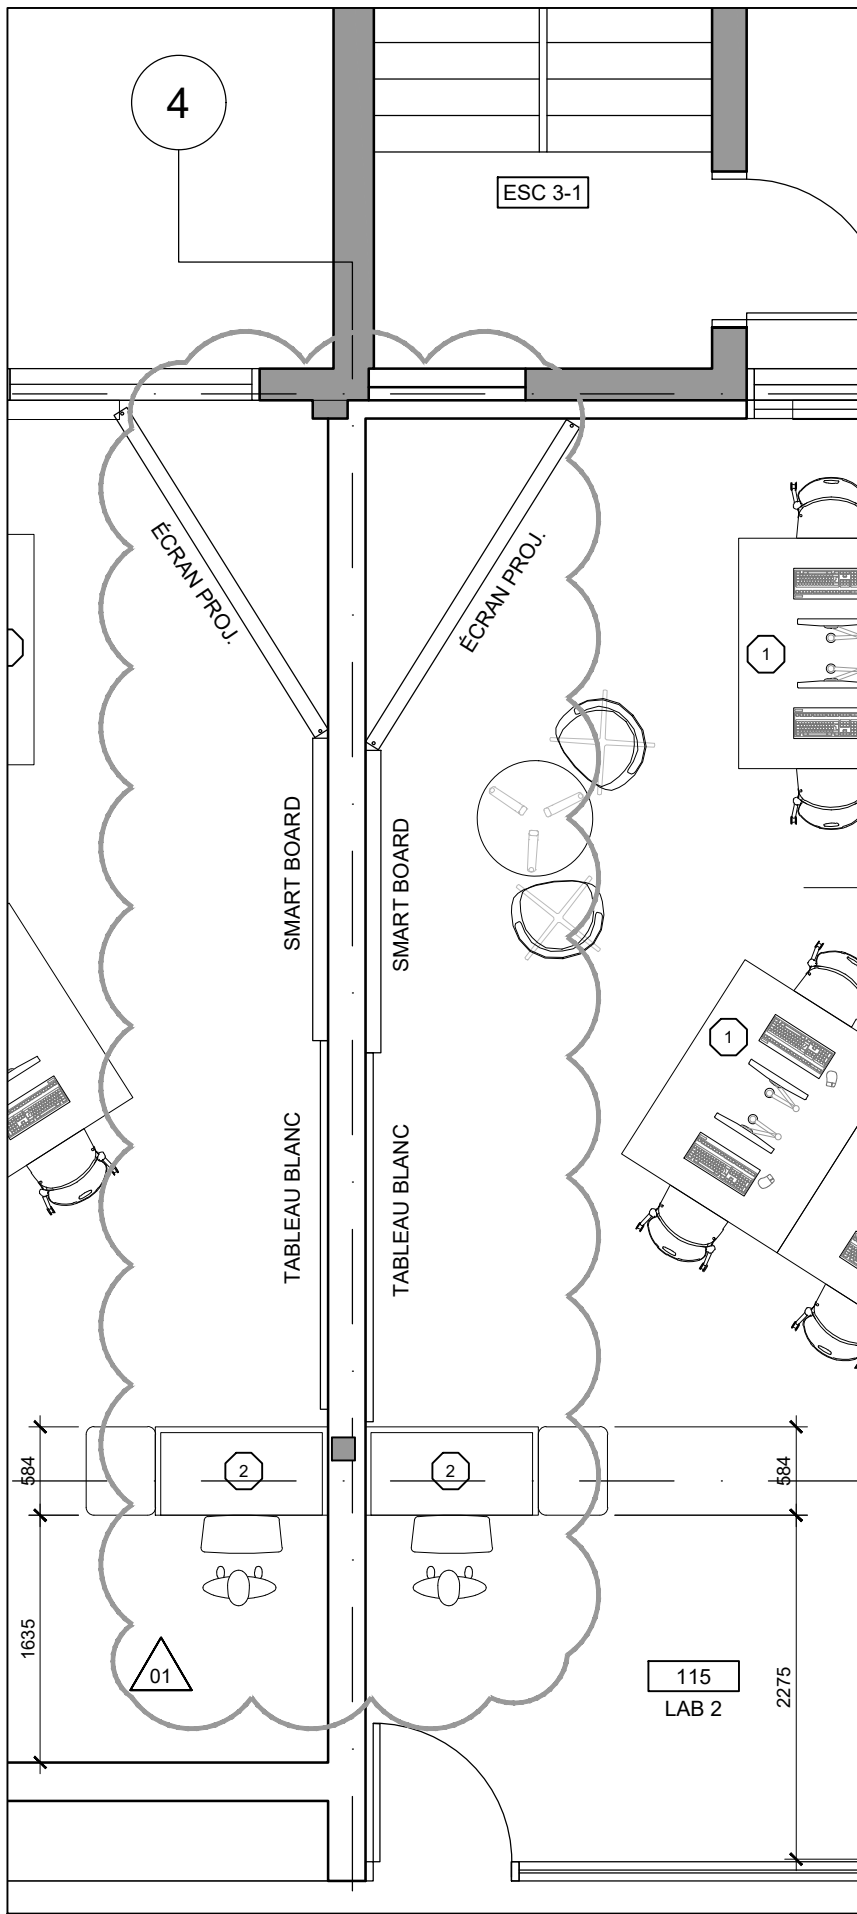 4
ESC 3-1
ÉCRAN PROJ.
ÉCRAN PROJ.
1
SMART BOARD
SMART BOARD
1
TABLEAU BLANC
TABLEAU BLANC
584
2
2
584
1635
01
115
LAB 2
2275